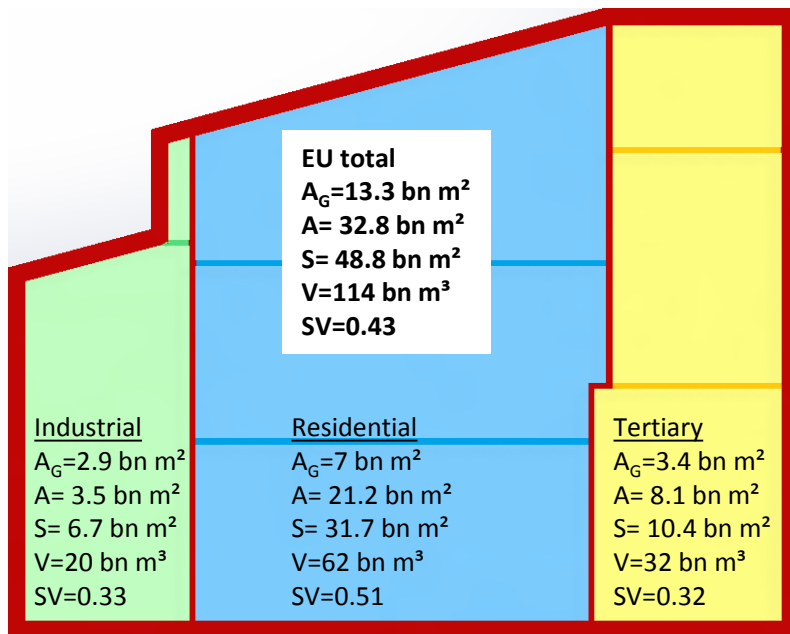 EU total
A_G=13.3 bn m²
A= 32.8 bn m²
S= 48.8 bn m²
V=114 bn m³
SV=0.43
Industrial
A_G=2.9 bn m²
A= 3.5 bn m²
S= 6.7 bn m²
V=20 bn m³
SV=0.33
Residential
A_G=7 bn m²
A= 21.2 bn m²
S= 31.7 bn m²
V=62 bn m³
SV=0.51
Tertiary
A_G=3.4 bn m²
A= 8.1 bn m²
S= 10.4 bn m²
V=32 bn m³
SV=0.32